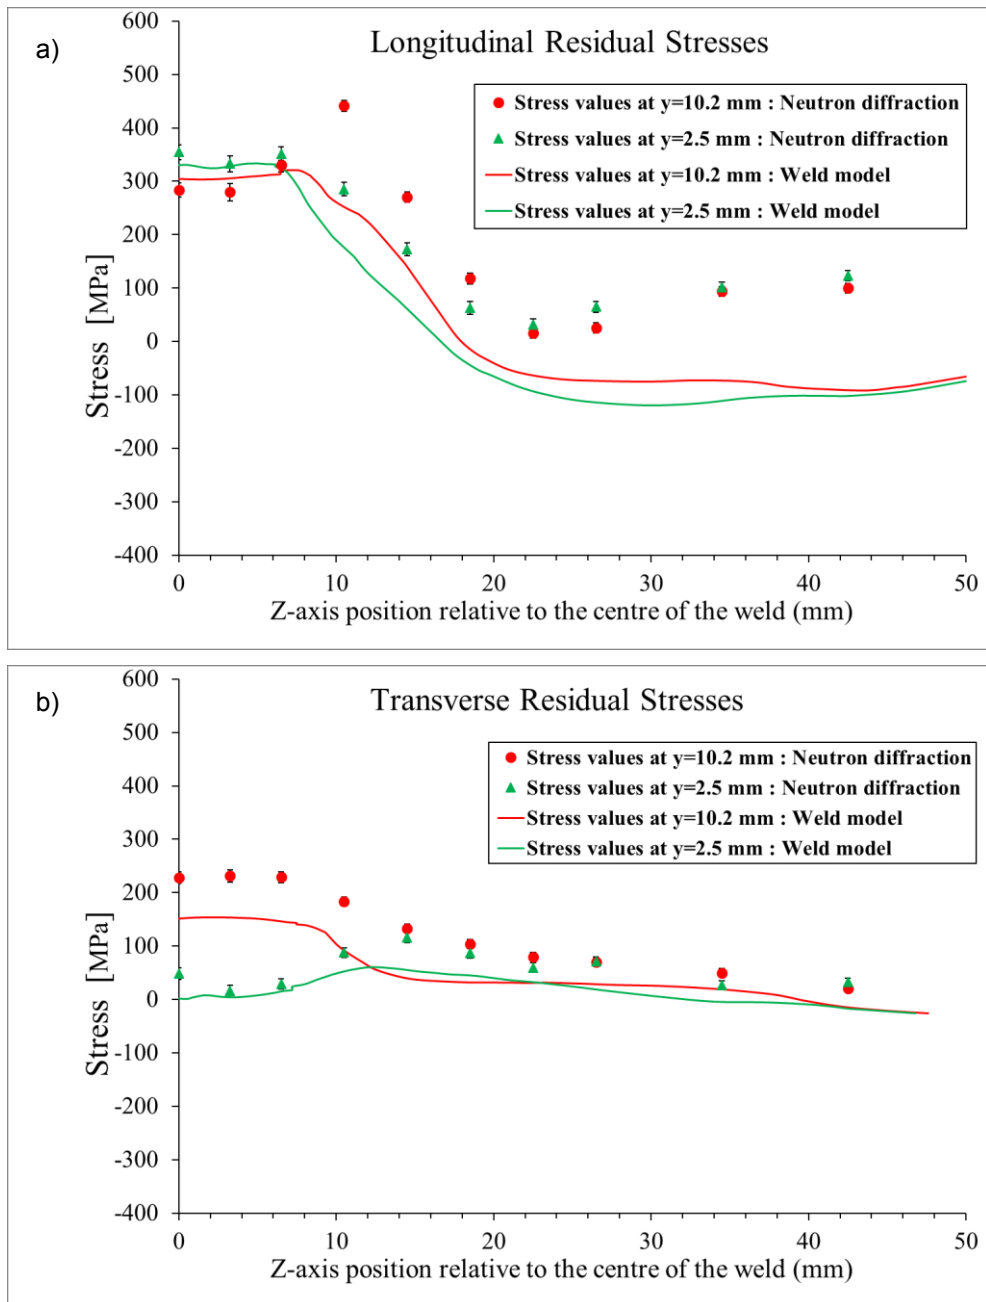 a)
Longitudinal Residual Stresses
600
500
400
300
200
100
0
-100
-200
-300
-400
Stress [MPa]
Stress values at y=10.2 mm : Neutron diffraction
Stress values at y=2.5 mm : Neutron diffraction
Stress values at y=10.2 mm : Weld model
Stress values at y=2.5 mm : Weld model
0 10 20 30 40 50
Z-axis position relative to the centre of the weld (mm)
b)
Transverse Residual Stresses
600
500
400
300
200
100
0
-100
-200
-300
-400
Stress [MPa]
Stress values at y=10.2 mm : Neutron diffraction
Stress values at y=2.5 mm : Neutron diffraction
Stress values at y=10.2 mm : Weld model
Stress values at y=2.5 mm : Weld model
0 10 20 30 40 50
Z-axis position relative to the centre of the weld (mm)